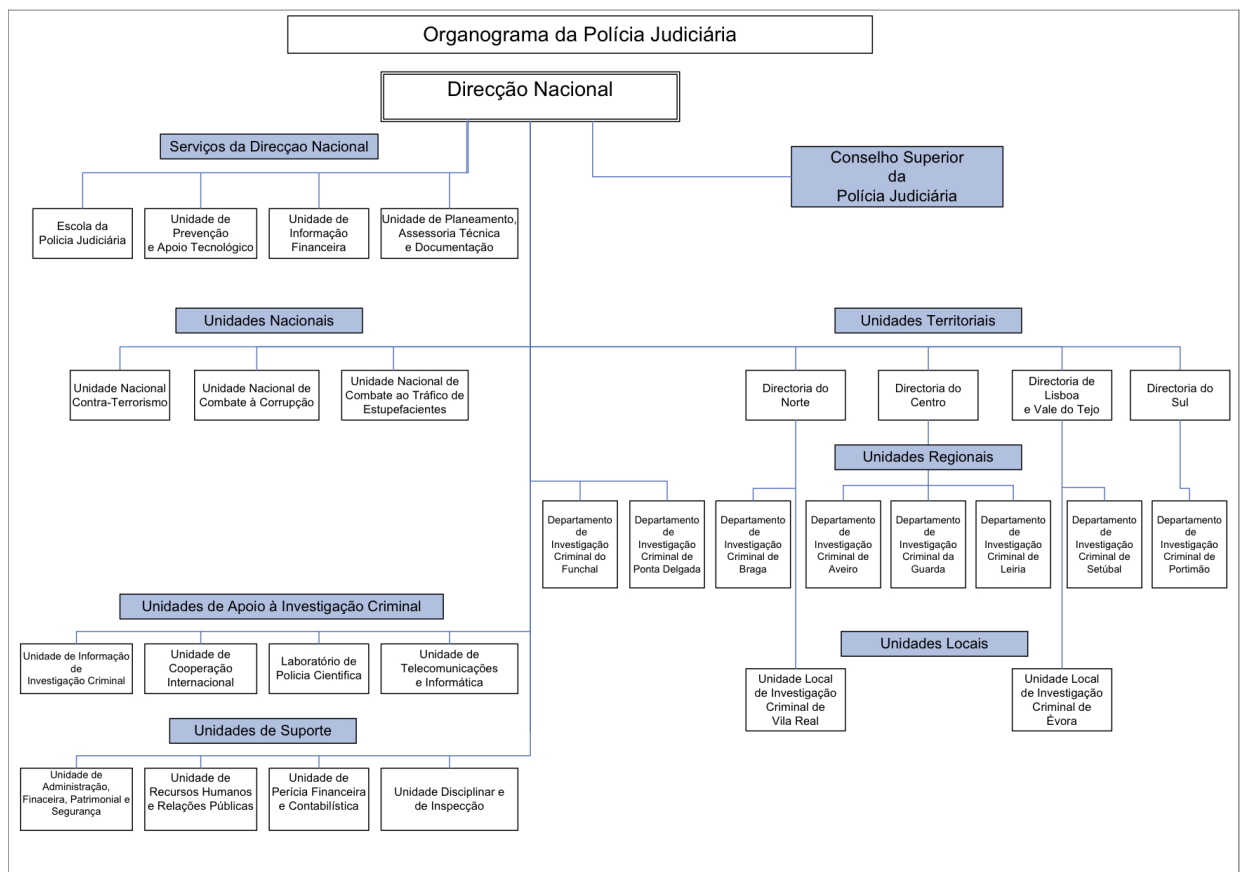 Organograma da Polícia Judiciária
Direcção Nacional
Serviços da Direcçao Nacional
Conselho Superior
da
Polícia Judiciária
Escola da
Policia Judiciária
Unidade de
Prevenção
e Apoio Tecnológico
Unidade de
Informação
Financeira
Unidade de Planeamento,
Assessoria Técnica
e Documentação
Unidades Nacionais
Unidades Territoriais
Unidade Nacional
Contra-Terrorismo
Unidade Nacional de
Combate à Corrupção
Unidade Nacional de
Combate ao Tráfico de
Estupefacientes
Directoria do
Norte
Directoria do
Centro
Directoria de
Lisboa
e Vale do Tejo
Directoria do
Sul
Unidades Regionais
Departamento
de
Investigação
Criminal do
Funchal
Departamento
de
Investigação
Criminal de
Ponta Delgada
Departamento
de
Investigação
Criminal de
Braga
Departamento
de
Investigação
Criminal de
Aveiro
Departamento
de
Investigação
Criminal da
Guarda
Departamento
de
Investigação
Criminal de
Leiria
Departamento
de
Investigação
Criminal de
Setúbal
Departamento
de
Investigação
Criminal de
Portimão
Unidades de Apoio à Investigação Criminal
Unidades Locais
Unidade de Informação
de
Investigação Criminal
Unidade de
Cooperação
Internacional
Laboratório de
Policia Cientifica
Unidade de
Telecomunicações
e Informática
Unidade Local
de Investigação
Criminal de
Vila Real
Unidade Local
de Investigação
Criminal de
Évora
Unidades de Suporte
Unidade de
Administração,
Finaceira, Patrimonial e
Segurança
Unidade de
Recursos Humanos
e Relações Públicas
Unidade de
Perícia Financeira
e Contabilística
Unidade Disciplinar e
de Inspecção